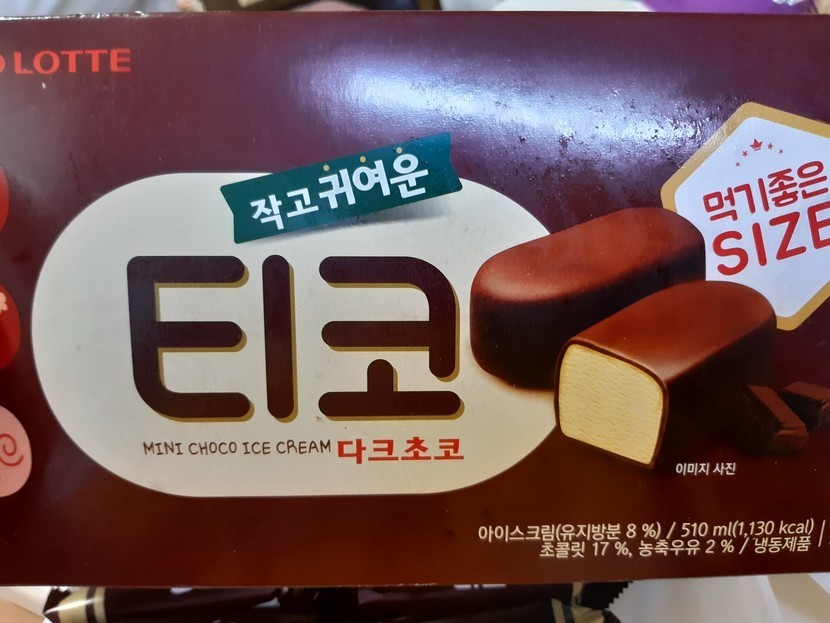 LOTTE
작고 귀여운
티코
MINI CHOCO ICE CREAM 다크초코
먹기좋은
SIZE
이미지 사진
아이스크림(유지방분 8 %) / 510 ml(1,130 kcal)
초콜릿 17 %, 농축우유 2 % / 냉동제품